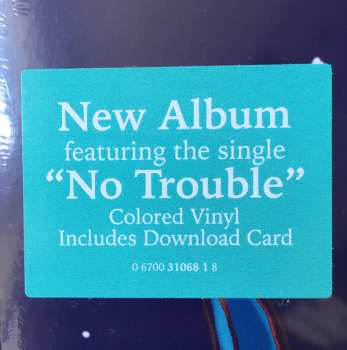 New Album
featuring the single
“No Trouble”
Colored Vinyl
Includes Download Card
0 6700 31068 1 8